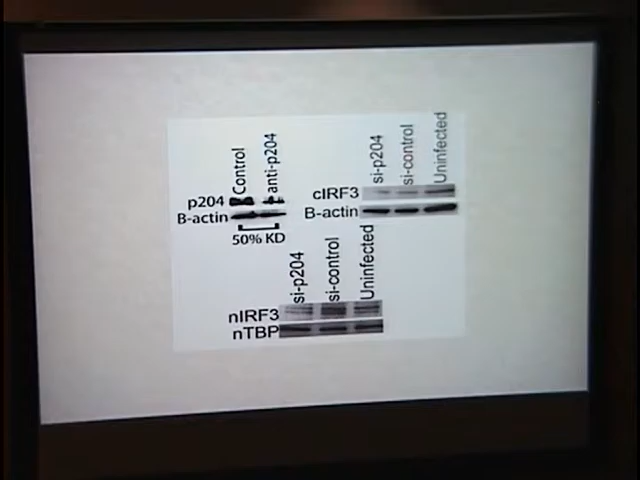 Control
anti-p204
p204
B-actin
50% KD
si-p204
si-control
Uninfected
cIRF3
B-actin
si-p204
si-control
Uninfected
nIRF3
nTBP